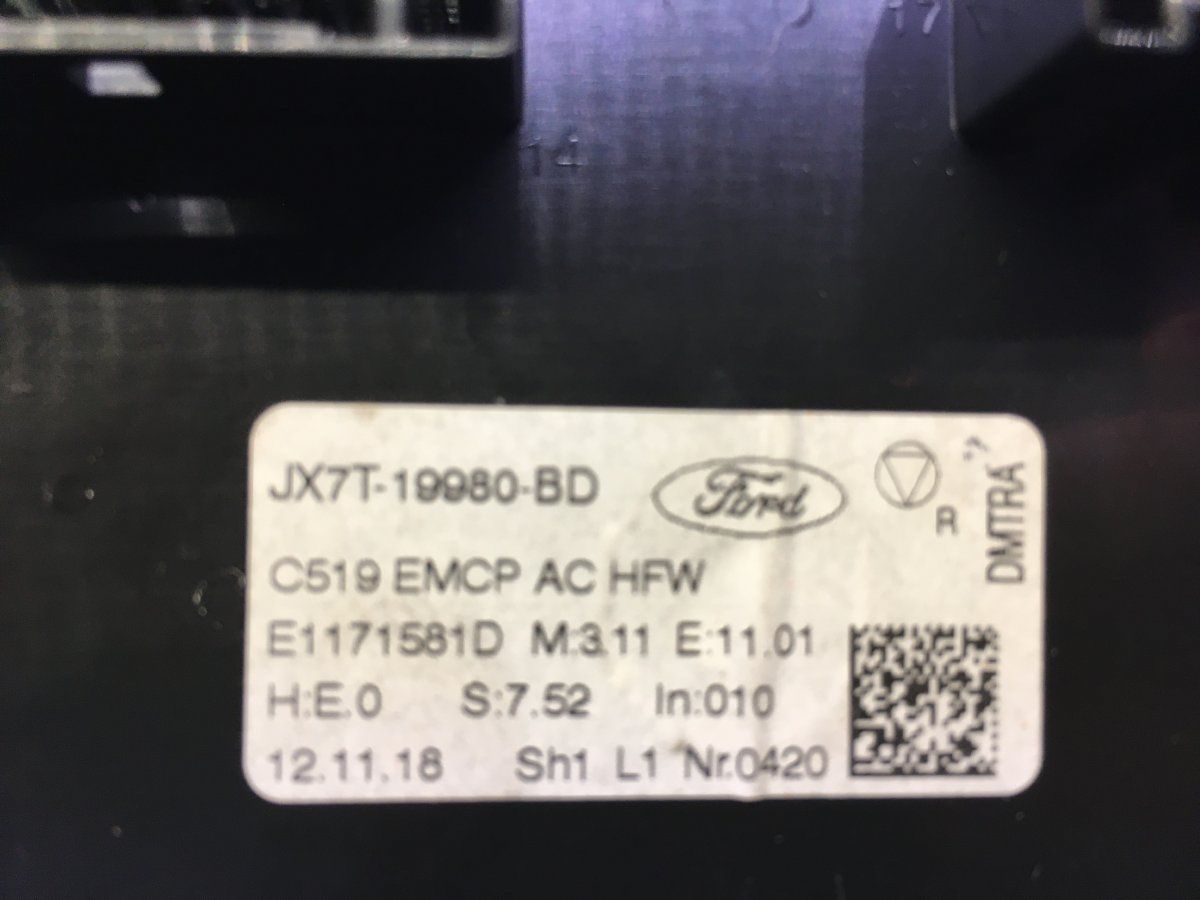 17
14
JX7T-19980-BD
Ford
R
DMTRA
C519 EMCP AC HFW
E1171581D M:3.11 E:11.01
H:E.0 S:7.52 In:010
12.11.18 Sh1 L1 Nr.0420